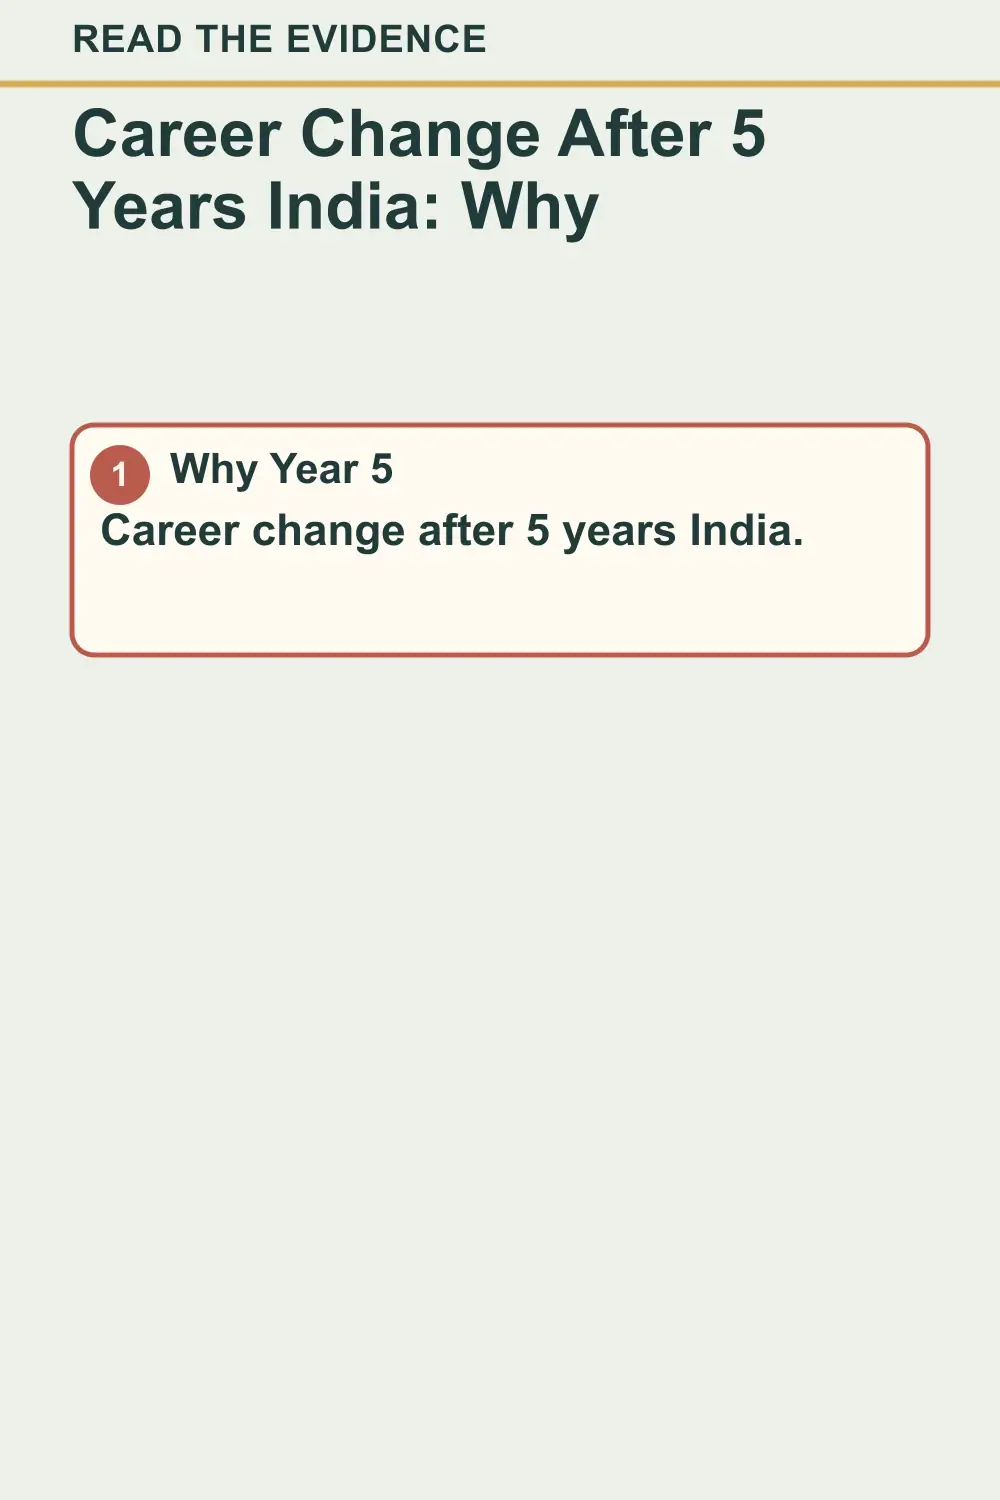 READ THE EVIDENCE
Career Change After 5
Years India: Why
1 Why Year 5
Career change after 5 years India.